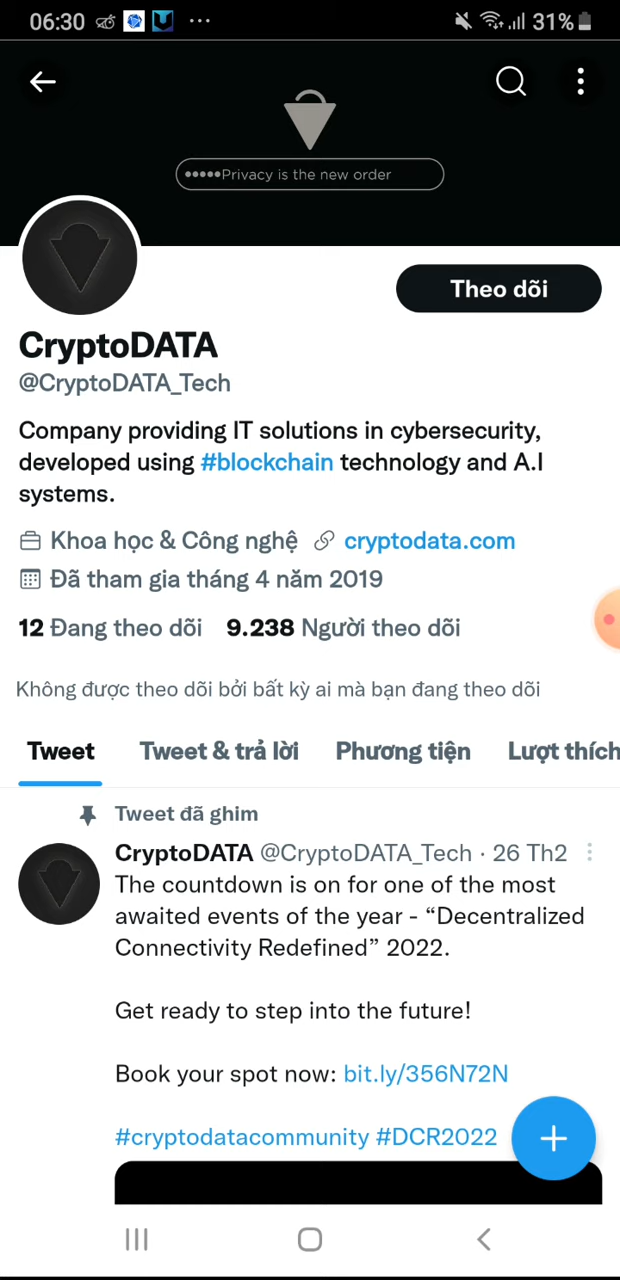 06:30
31%
•••••Privacy is the new order
Theo dõi
CryptoDATA
@CryptoDATA_Tech
Company providing IT solutions in cybersecurity,
developed using #blockchain technology and A.I
systems.
Khoa học & Công nghệ cryptodata.com
Đã tham gia tháng 4 năm 2019
12 Đang theo dõi 9.238 Người theo dõi
Không được theo dõi bởi bất kỳ ai mà bạn đang theo dõi
Tweet Tweet & trả lời Phương tiện Lượt thích
Tweet đã ghim
CryptoDATA @CryptoDATA_Tech · 26 Th2
The countdown is on for one of the most
awaited events of the year - “Decentralized
Connectivity Redefined” 2022.
Get ready to step into the future!
Book your spot now: bit.ly/356N72N
#cryptodatacommunity #DCR2022